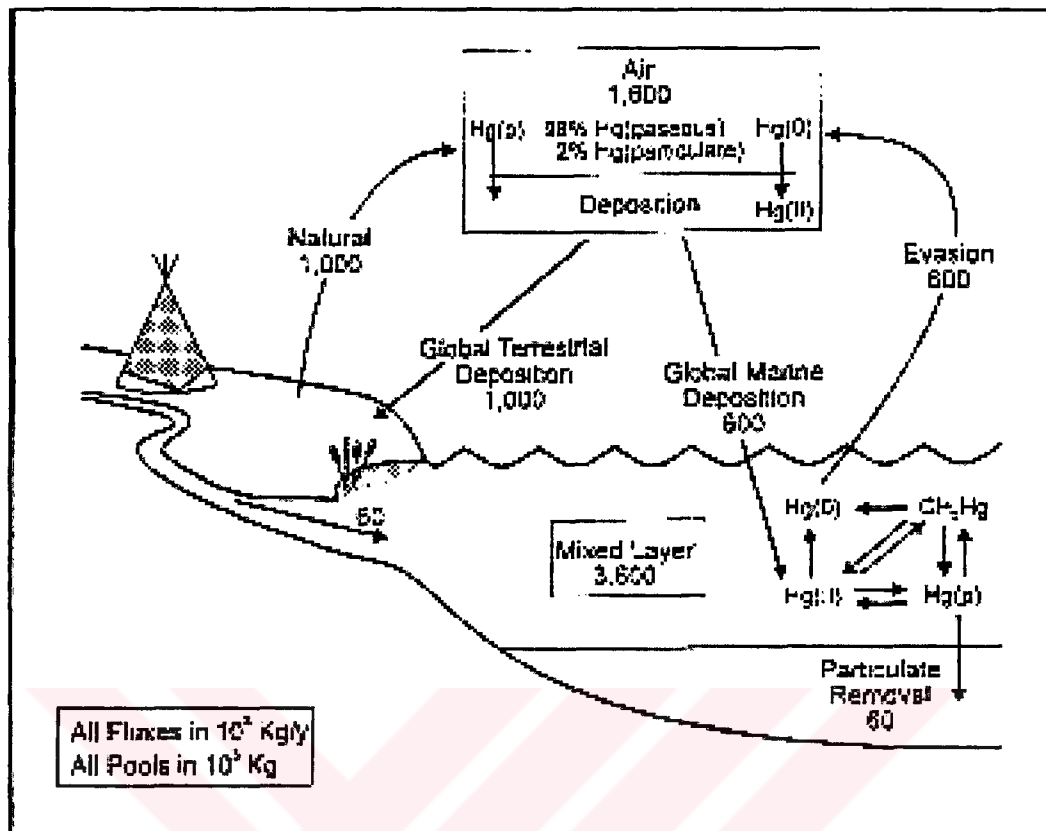 Air
1,600
Hg(p) 98% Hg(gaseous) Hg(0)
2% Hg(particulate)
Deposition Hg(II)
Natural
1,000
Evasion
600
Global Terrestrial
Deposition
1,000
Global Marine
Deposition
600
60
Mixed Layer
3,600
Hg(0) CH3Hg
Hg(II) Hg(p)
Particulate
Removal
60
All Fluxes in Kg/y
All Pools in Kg